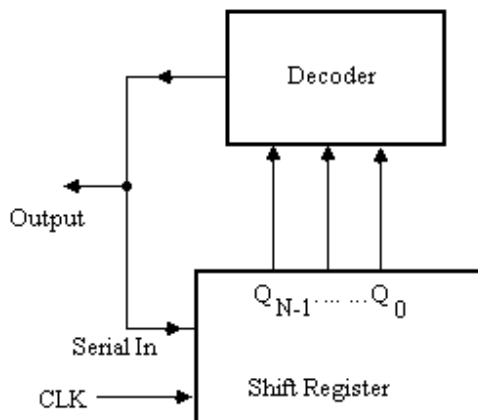 Decoder
Output
Q N-1 ... ... Q 0
Serial In
CLK
Shift Register